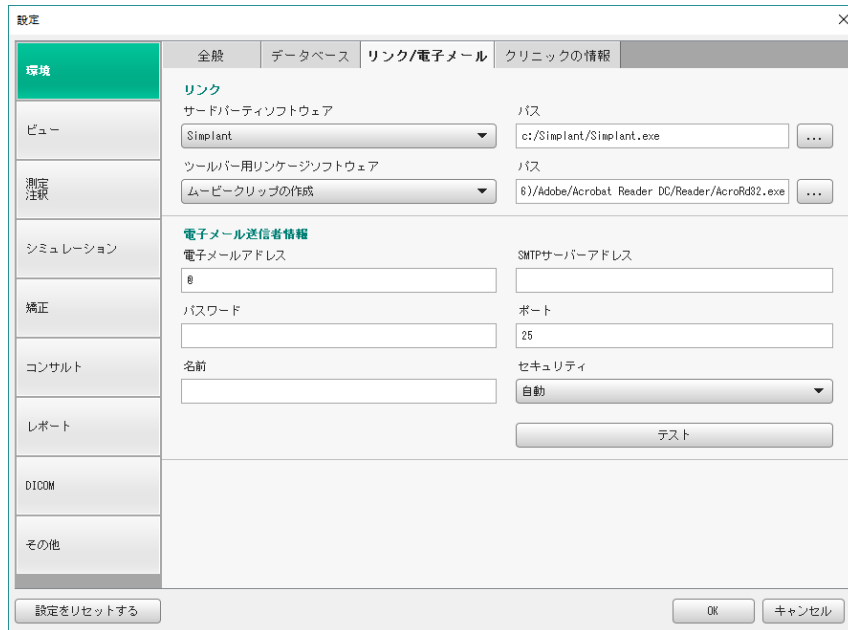 設定
全般
データベース
リンク/電子メール
クリニックの情報
環境
ビュー
測定
注釈
シミュレーション
矯正
コンサルト
レポート
DICOM
その他
リンク
サードパーティソフトウェア
パス
Simplant
c:/Simplant/Simplant.exe
...
ツールバー用リンケージソフトウェア
パス
ムービークリップの作成
6)/Adobe/Acrobat Reader DC/Reader/AcroRd32.exe
...
電子メール送信者情報
電子メールアドレス
SMTPサーバーアドレス
@
パスワード
ポート
25
名前
セキュリティ
自動
テスト
設定をリセットする
OK
キャンセル